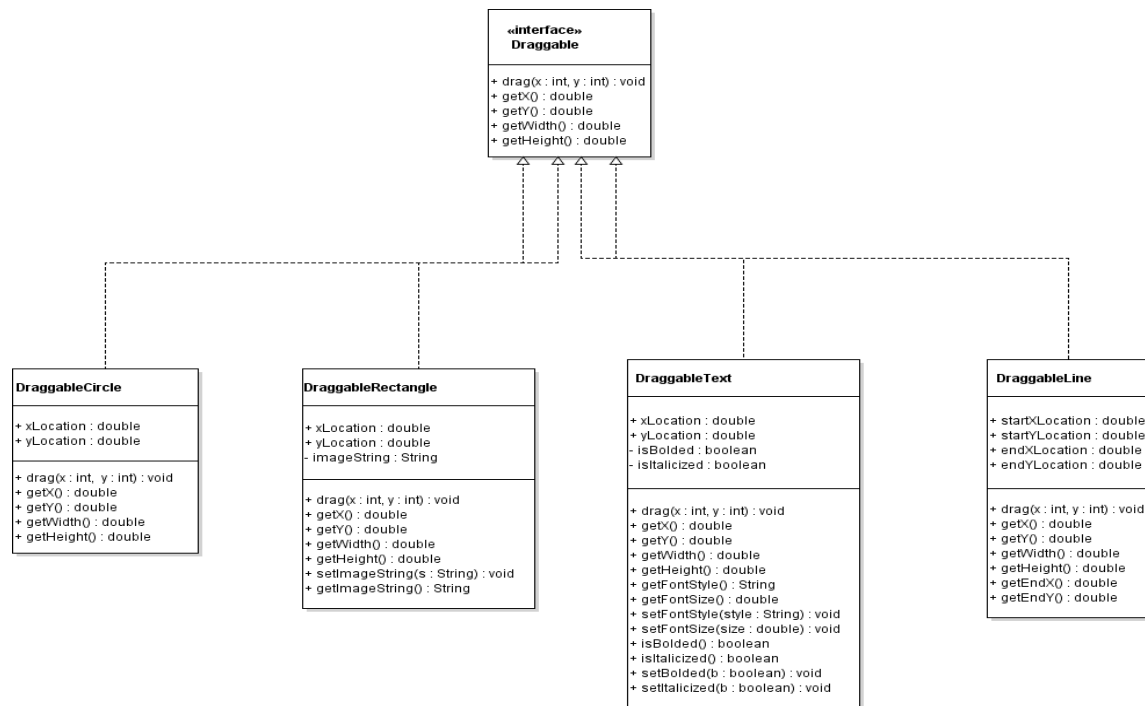 «interface»
Draggable
+ drag(x : int, y : int) : void
+ getX() : double
+ getY() : double
+ getWidth() : double
+ getHeight() : double
DraggableCircle
+ xLocation : double
+ yLocation : double
+ drag(x : int, y : int) : void
+ getX() : double
+ getY() : double
+ getWidth() : double
+ getHeight() : double
DraggableRectangle
+ xLocation : double
+ yLocation : double
- imageString : String
+ drag(x : int, y : int) : void
+ getX() : double
+ getY() : double
+ getWidth() : double
+ getHeight() : double
+ setImageString(s : String) : void
+ getImageString() : String
DraggableText
+ xLocation : double
+ yLocation : double
- isBolded : boolean
- isItalicized : boolean
+ drag(x : int, y : int) : void
+ getX() : double
+ getY() : double
+ getWidth() : double
+ getHeight() : double
+ getFontStyle() : String
+ getFontSize() : double
+ setFontStyle(style : String) : void
+ setFontSize(size : double) : void
+ isBolded() : boolean
+ isItalicized() : boolean
+ setBolded(b : boolean) : void
+ setItalicized(b : boolean) : void
DraggableLine
+ startXLocation : double
+ startYLocation : double
+ endXLocation : double
+ endYLocation : double
+ drag(x : int, y : int) : void
+ getX() : double
+ getY() : double
+ getWidth() : double
+ getHeight() : double
+ getEndX() : double
+ getEndY() : double